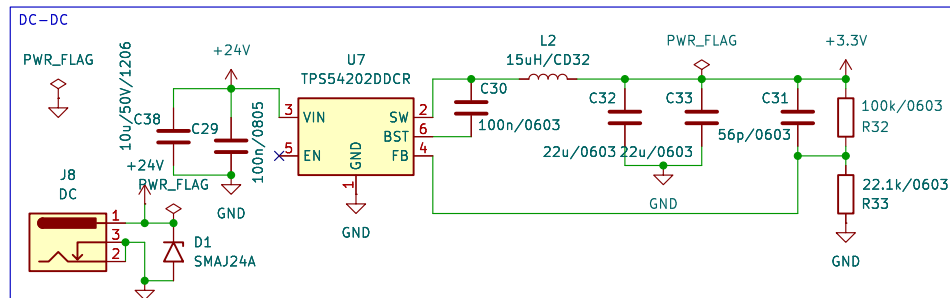 DC-DC
PWR_FLAG
+24V
10u/50V/1206
C38
C29
100n/0805
GND
U7
TPS54202DDCR
3
VIN
5
EN
GND
1
GND
SW
2
BST
6
FB
4
C30
100n/0603
L2
15uH/CD32
PWR_FLAG
+3.3V
C32
22u/0603
C33
22u/0603
C31
56p/0603
GND
100k/0603
R32
22.1k/0603
R33
GND
+24V
PWR_FLAG
J8
DC
1
3
2
D1
SMAJ24A